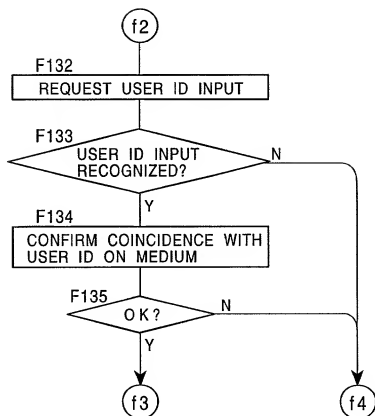 f2
F132
REQUEST USER ID INPUT
F133
USER ID INPUT
RECOGNIZED?
N
Y
F134
CONFIRM COINCIDENCE WITH
USER ID ON MEDIUM
F135
OK?
N
Y
f3
f4